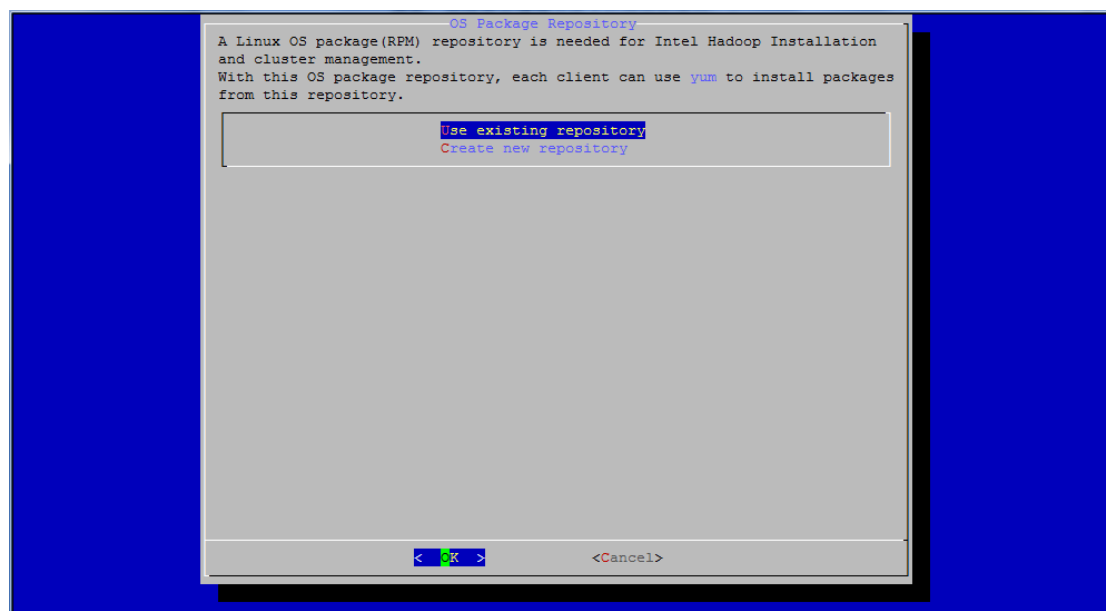 OS Package Repository
A Linux OS package(RPM) repository is needed for Intel Hadoop Installation
and cluster management.
With this OS package repository, each client can use yum to install packages
from this repository.
Use existing repository
Create new repository
< OK > <Cancel>